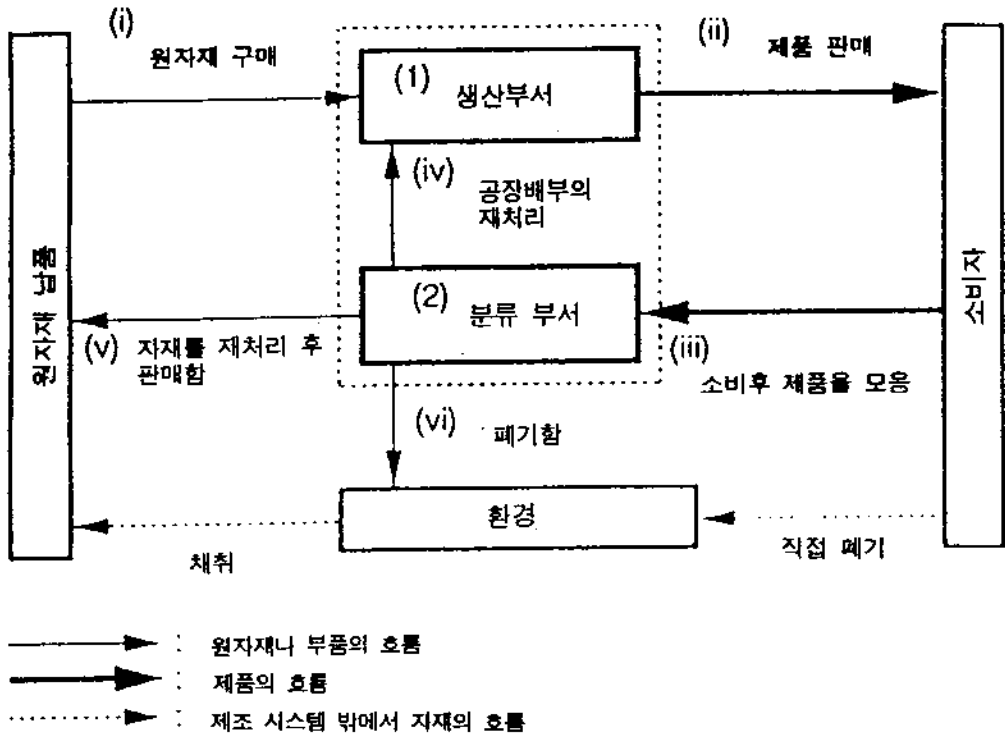 (i)
원자재 구매
(ii)
제품 판매
(1) 생산부서
(iv)
공장배부의
재처리
원자재 납품
소비자
(2) 분류 부서
(v) 자재를 재처리 후
판매함
(iii)
소비후 제품을 모음
(vi) 폐기함
환경
채취
직접 폐기
: 원자재나 부품의 흐름
: 제품의 흐름
: 제조 시스템 밖에서 자재의 흐름